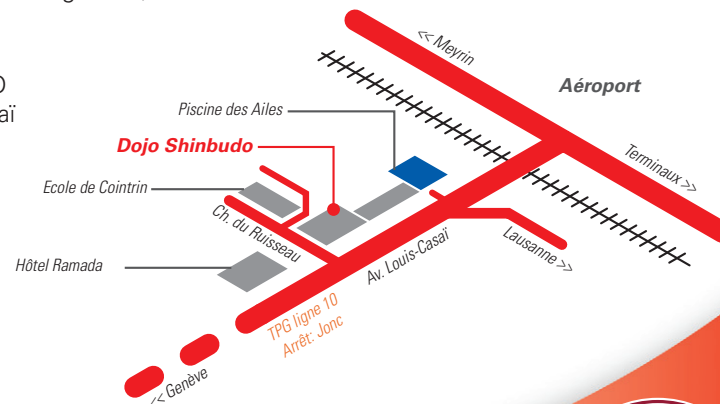 << Meyrin
Aéroport
aï
Piscine des Ailes
Dojo Shinbudo
Terminaux >>
Ecole de Cointrin
Ch. du Ruisseau
Av. Louis-Casaï
Lausanne >>
Hôtel Ramada
TPG ligne 10
Arrêt: Jonc
<< Genève